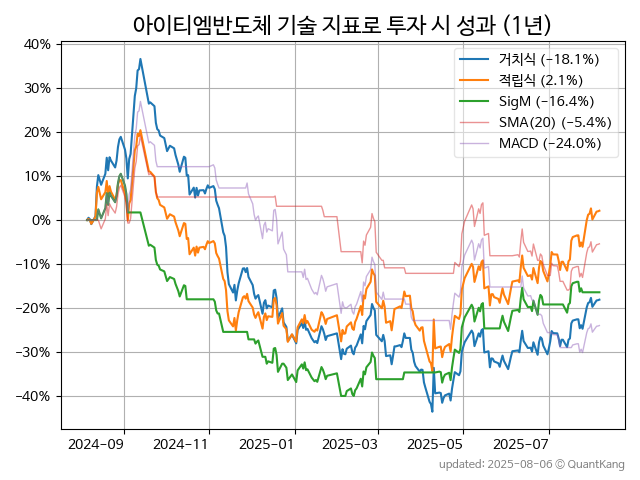 아이티엠반도체 기술 지표로 투자 시 성과 (1년)
40%
30%
20%
10%
0%
−10%
−20%
−30%
−40%
거치식 (−18.1%)
적립식 (2.1%)
SigM (−16.4%)
SMA(20) (−5.4%)
MACD (−24.0%)
2024−09
2024−11
2025−01
2025−03
2025−05
2025−07
updated: 2025-08-06 ⓒ QuantKang